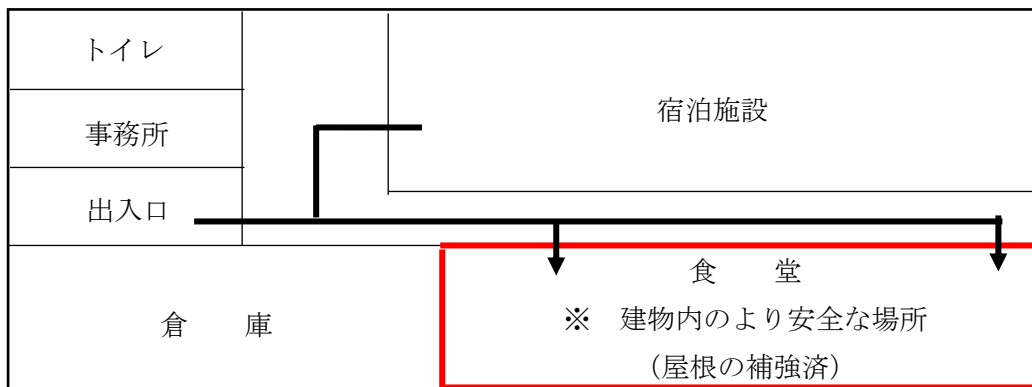 トイレ
宿泊施設
事務所
出入口
食　堂
倉　庫
※　建物内のより安全な場所
（屋根の補強済）